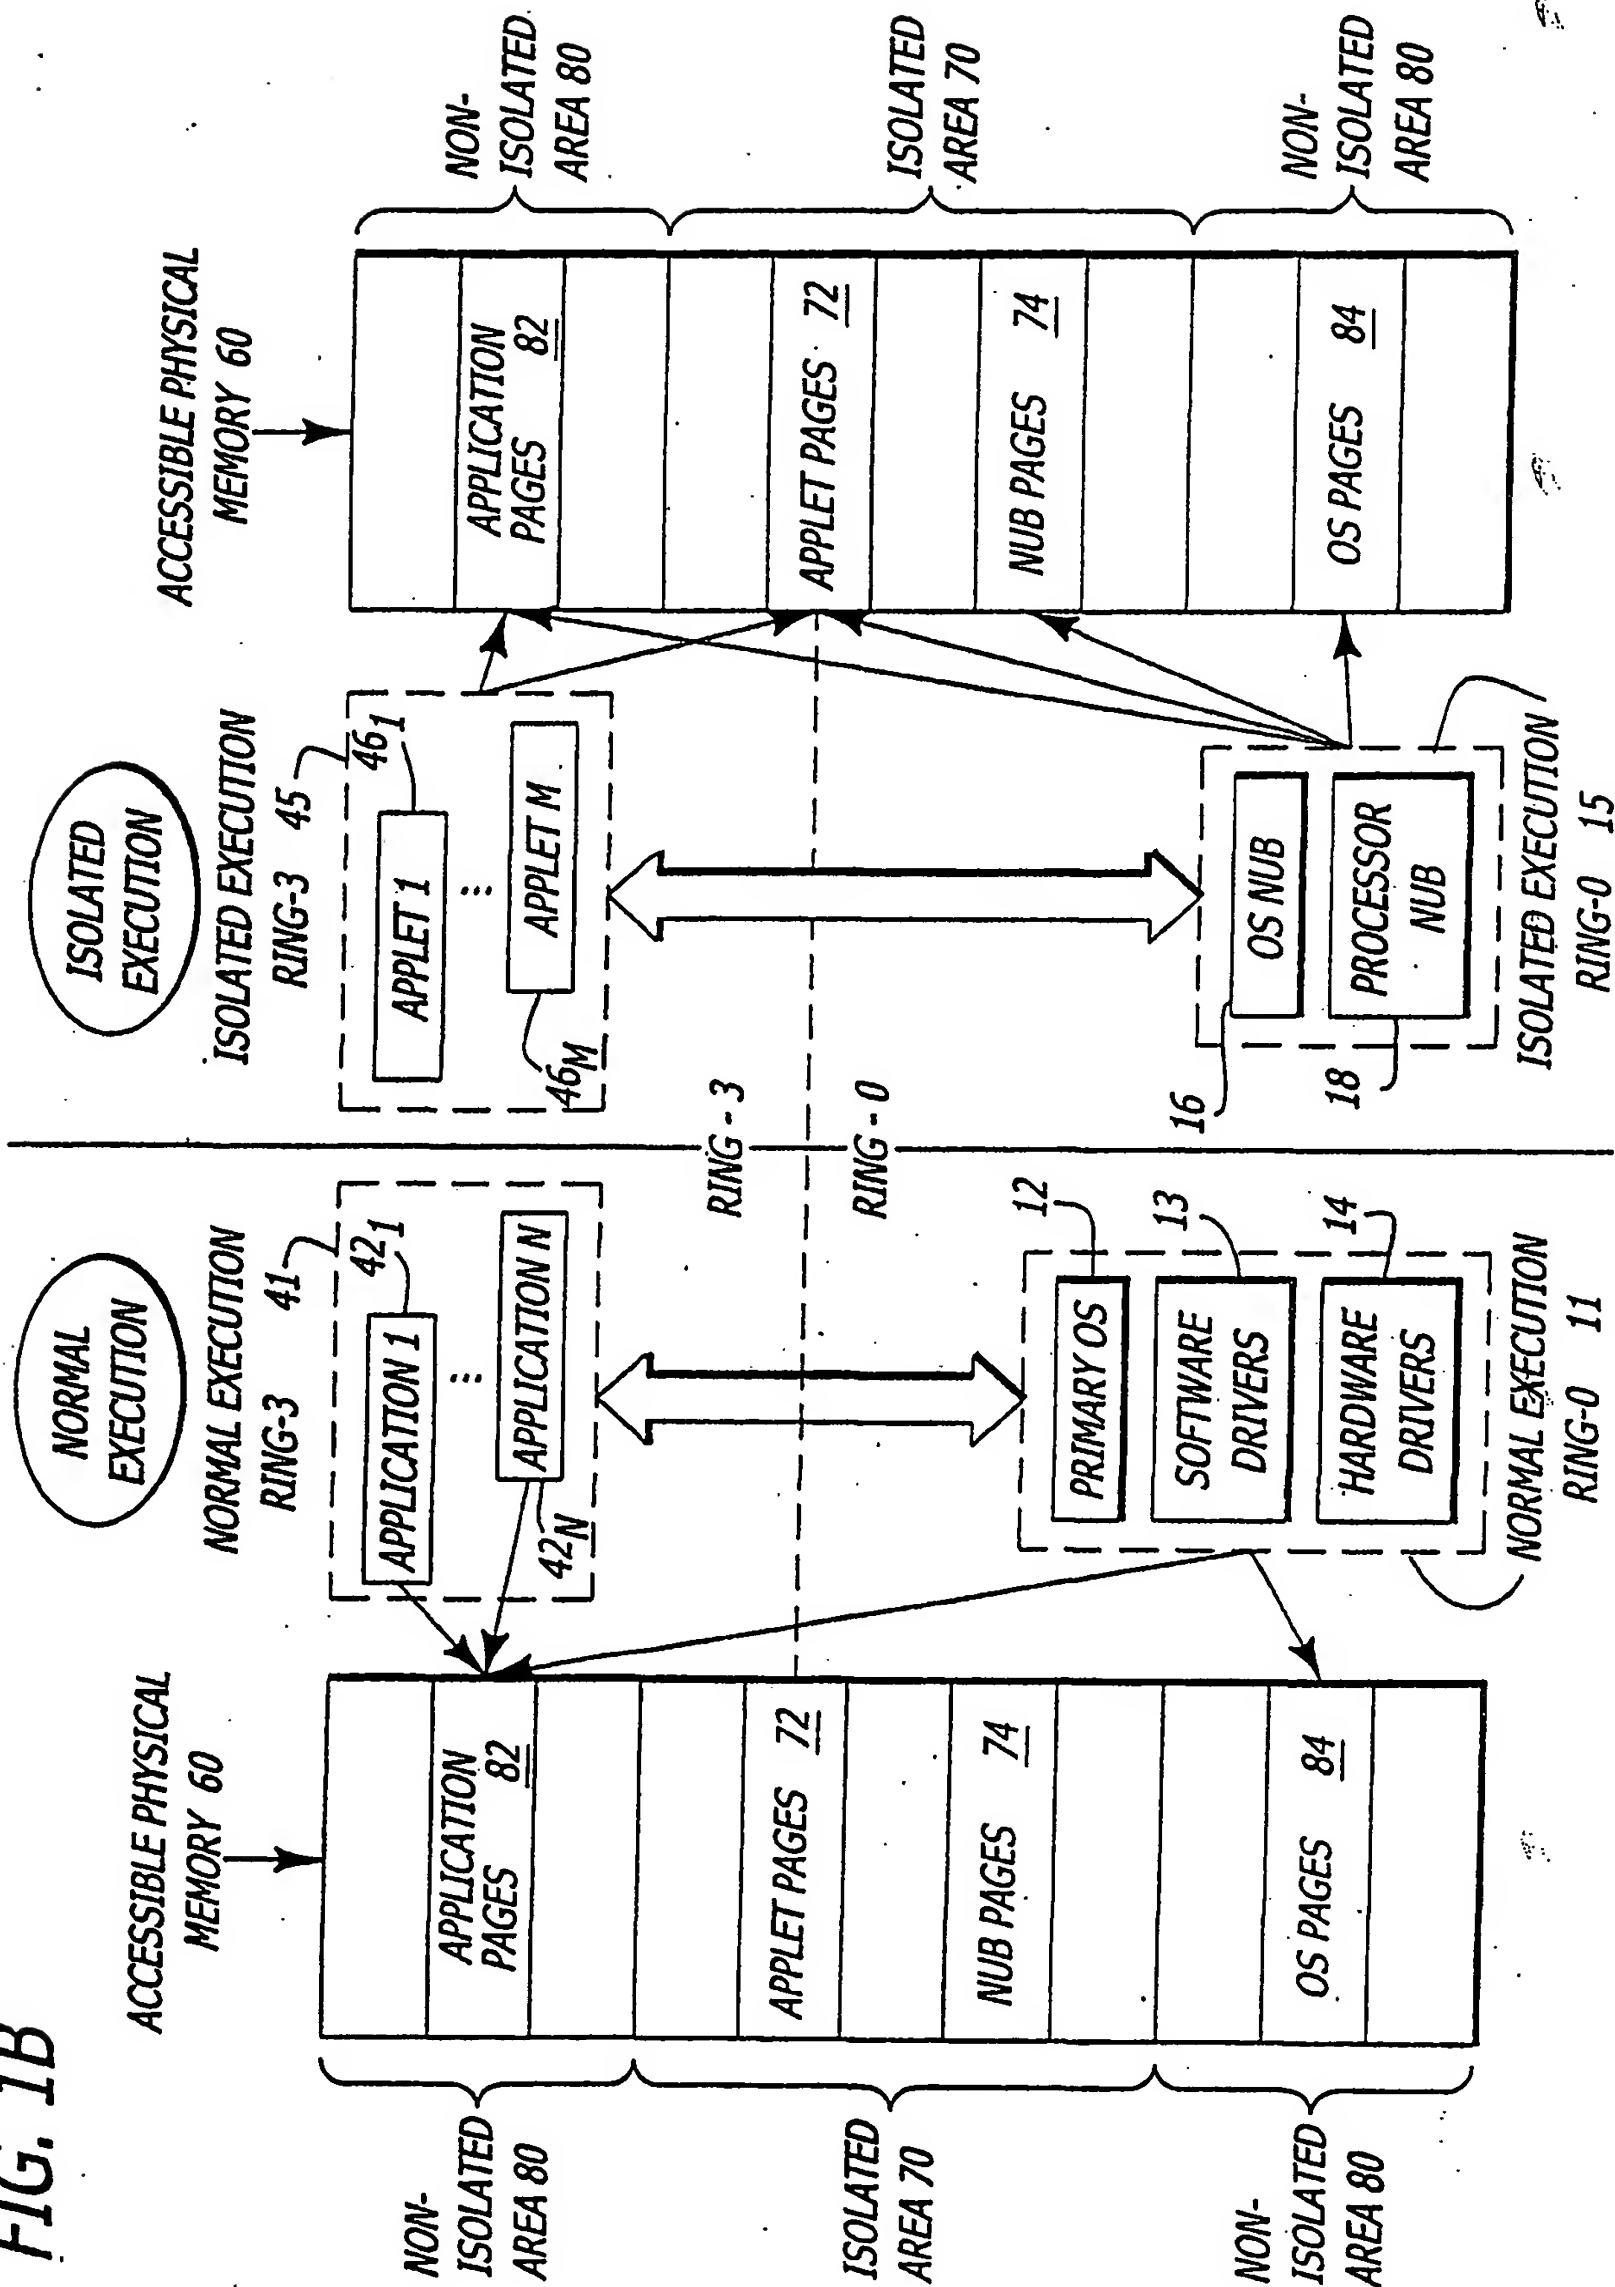 FIG. 1B
NORMAL
EXECUTION
ISOLATED
EXECUTION
ACCESSIBLE PHYSICAL
MEMORY 60
NORMAL EXECUTION
RING-3 41
ISOLATED EXECUTION
RING-3 45
ACCESSIBLE PHYSICAL
MEMORY 60
NON-
ISOLATED
AREA 80
APPLICATION
PAGES 82
APPLICATION 1
42 1
...
APPLICATION N
42 N
APPLET 1
46 1
...
APPLET M
46 M
APPLICATION
PAGES 82
NON-
ISOLATED
AREA 80
ISOLATED
AREA 70
APPLET PAGES 72
NUB PAGES 74
RING - 3
RING - 0
APPLET PAGES 72
NUB PAGES 74
ISOLATED
AREA 70
NON-
ISOLATED
AREA 80
OS PAGES 84
PRIMARY OS
12
SOFTWARE
DRIVERS
13
HARDWARE
DRIVERS
14
NORMAL EXECUTION
RING-0 11
16
OS NUB
18
PROCESSOR
NUB
ISOLATED EXECUTION
RING-0 15
OS PAGES 84
NON-
ISOLATED
AREA 80